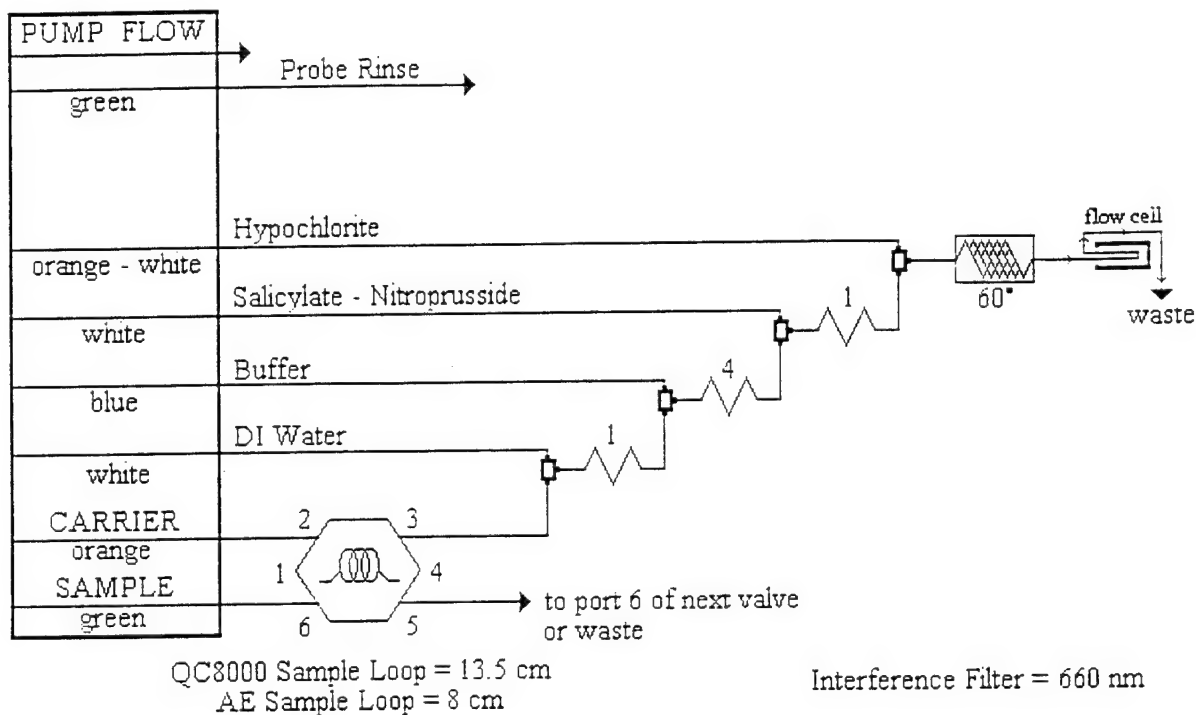 PUMP FLOW
Probe Rinse
green
Hypochlorite
orange - white
flow cell
60°
waste
Salicylate - Nitroprusside
1
white
Buffer
4
blue
DI Water
1
white
CARRIER
2
3
orange
1
4
SAMPLE
green
6
5
to port 6 of next valve
or waste
QC8000 Sample Loop = 13.5 cm
AE Sample Loop = 8 cm
Interference Filter = 660 nm